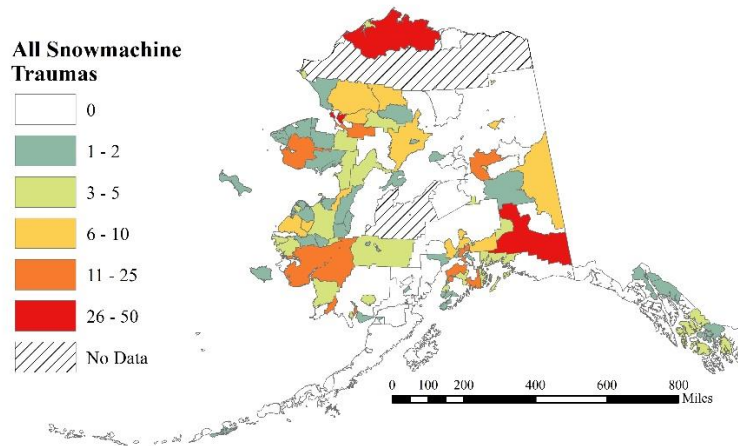 All Snowmachine
Traumas
0
1 - 2
3 - 5
6 - 10
11 - 25
26 - 50
No Data
0 100 200 400 600 800
Miles